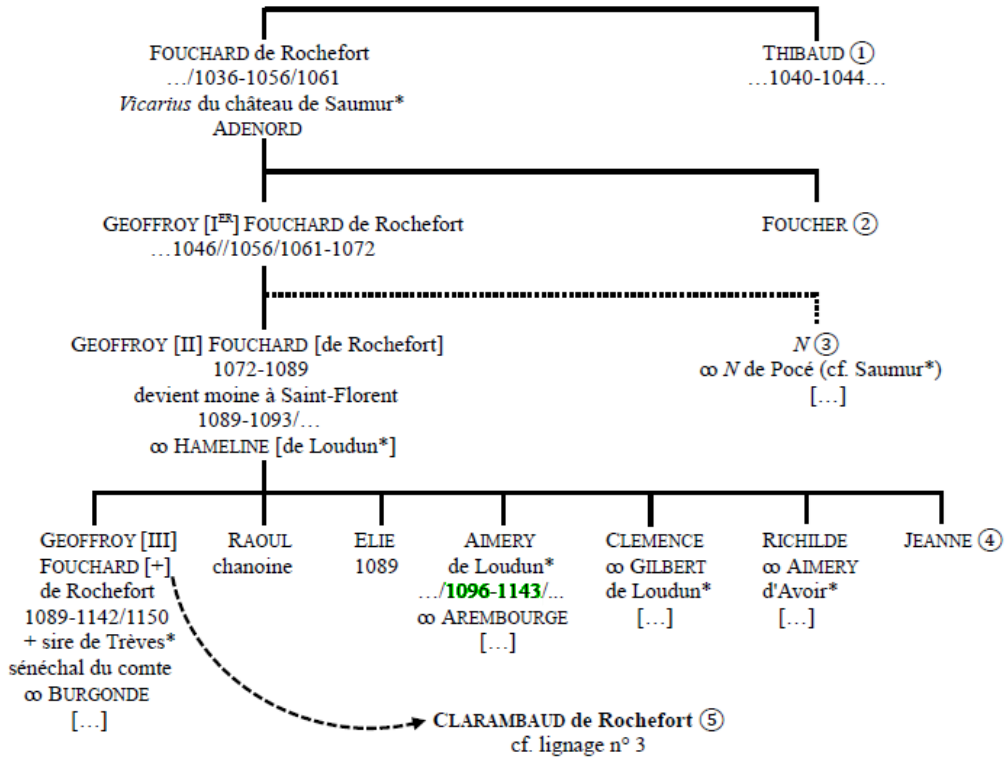 FOUCHARD de Rochefort
…/1036-1056/1061
Vicarius du château de Saumur*
ADENORD
THIBAUD ①
…1040-1044…
GEOFFROY [IER] FOUCHARD de Rochefort
…1046//1056/1061-1072
FOUCHER ②
GEOFFROY [II] FOUCHARD [de Rochefort]
1072-1089
devient moine à Saint-Florent
1089-1093/…
∞ HAMELINE [de Loudun*]
N ③
∞ N de Pocé (cf. Saumur*)
[…]
GEOFFROY [III]
FOUCHARD [+]
de Rochefort
1089-1142/1150
+ sire de Trèves*
sénéchal du comte
∞ BURGONDE
[…]
RAOUL
chanoine
ELIE
1089
AIMERY
de Loudun*
…/1096-1143/...
∞ AREMBOURGE
[…]
CLEMENCE
∞ GILBERT
de Loudun*
[…]
RICHILDE
∞ AIMERY
d'Avoir*
[…]
JEANNE ④
CLARAMBAUD de Rochefort ⑤
cf. lignage n° 3